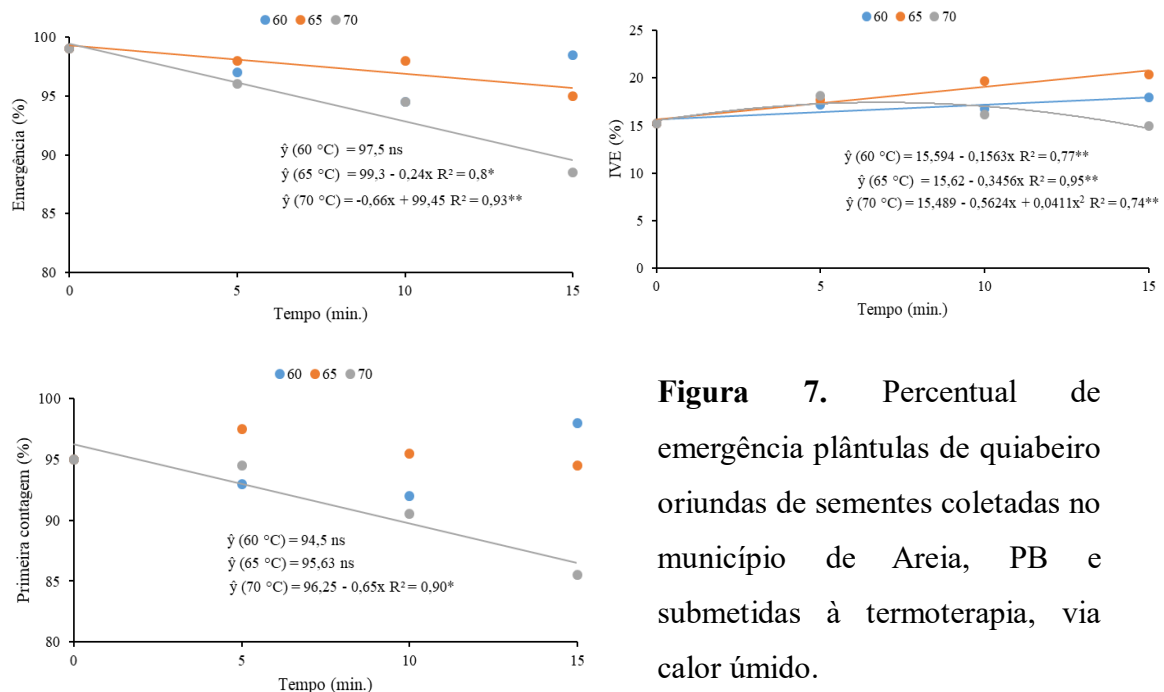 60 65 70
100
95
90
85
80
Emergência (%)
ŷ (60 °C) = 97,5 ns
ŷ (65 °C) = 99,3 - 0,24x R² = 0,8*
ŷ (70 °C) = -0,66x + 99,45 R² = 0,93**
0 5 10 15
Tempo (min.)
60 65 70
25
20
15
10
5
0
IVE (%)
ŷ (60 °C) = 15,594 - 0,1563x R² = 0,77**
ŷ (65 °C) = 15,62 - 0,3456x R² = 0,95**
ŷ (70 °C) = 15,489 - 0,5624x + 0,0411x² R² = 0,74**
0 5 10 15
Tempo (min.)
60 65 70
100
95
90
85
80
Primeira contagem (%)
ŷ (60 °C) = 94,5 ns
ŷ (65 °C) = 95,63 ns
ŷ (70 °C) = 96,25 - 0,65x R² = 0,90*
0 5 10 15
Tempo (min.)
Figura 7. Percentual de
emergência plântulas de quiabeiro
oriundas de sementes coletadas no
município de Areia, PB e
submetidas à termoterapia, via
calor úmido.